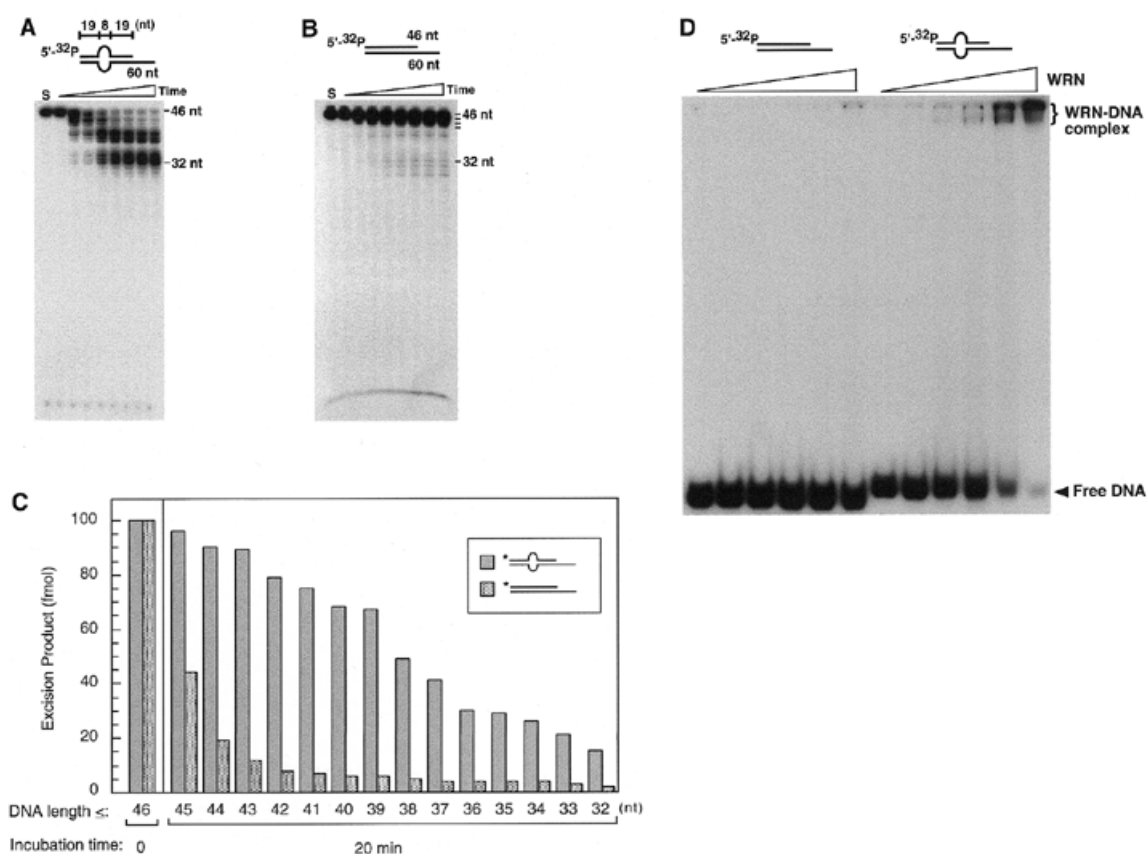 A
19 8 19 (nt)
5'-32P
60 nt
S
Time
46 nt
32 nt
B
5'-32P
46 nt
60 nt
S
Time
46 nt
32 nt
D
5'-32P
5'-32P
WRN
WRN-DNA
complex
Free DNA
C
Excision Product (fmol)
100
80
60
40
20
0
*
*
DNA length ≤: 46 45 44 43 42 41 40 39 38 37 36 35 34 33 32 (nt)
Incubation time: 0 20 min